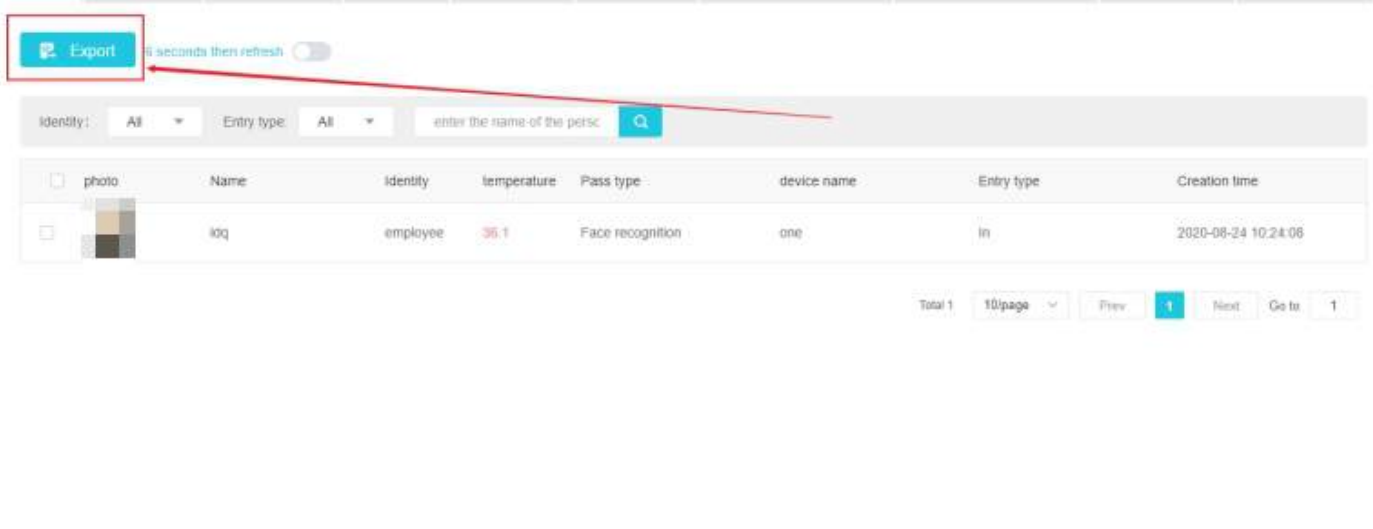 Export 6 seconds then refresh
Identity: All Entry type: All enter the name of the persc
photo Name Identity temperature Pass type device name Entry type Creation time
employee 36.1 Face recognition one In 2020-08-24 10:24:08
Total 1 10/page Prev 1 Next Go to 1